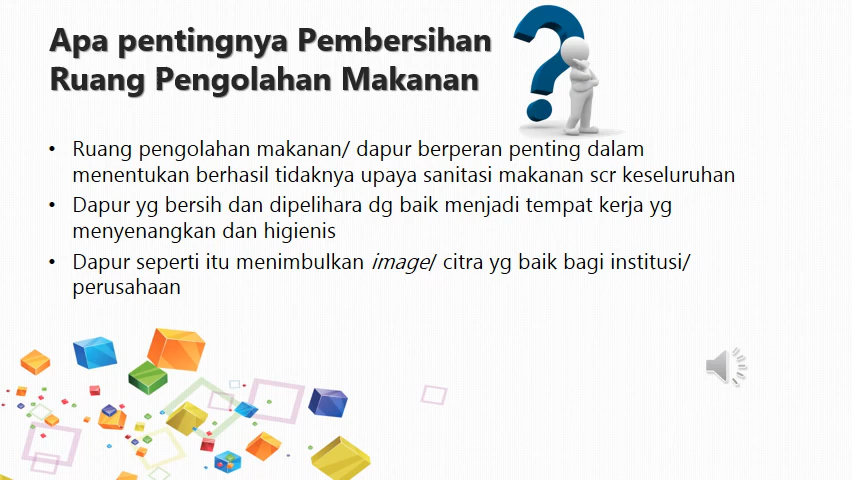 Apa pentingnya Pembersihan
Ruang Pengolahan Makanan
• Ruang pengolahan makanan/ dapur berperan penting dalam
menentukan berhasil tidaknya upaya sanitasi makanan scr keseluruhan
• Dapur yg bersih dan dipelihara dg baik menjadi tempat kerja yg
menyenangkan dan higienis
• Dapur seperti itu menimbulkan image/ citra yg baik bagi institusi/
perusahaan